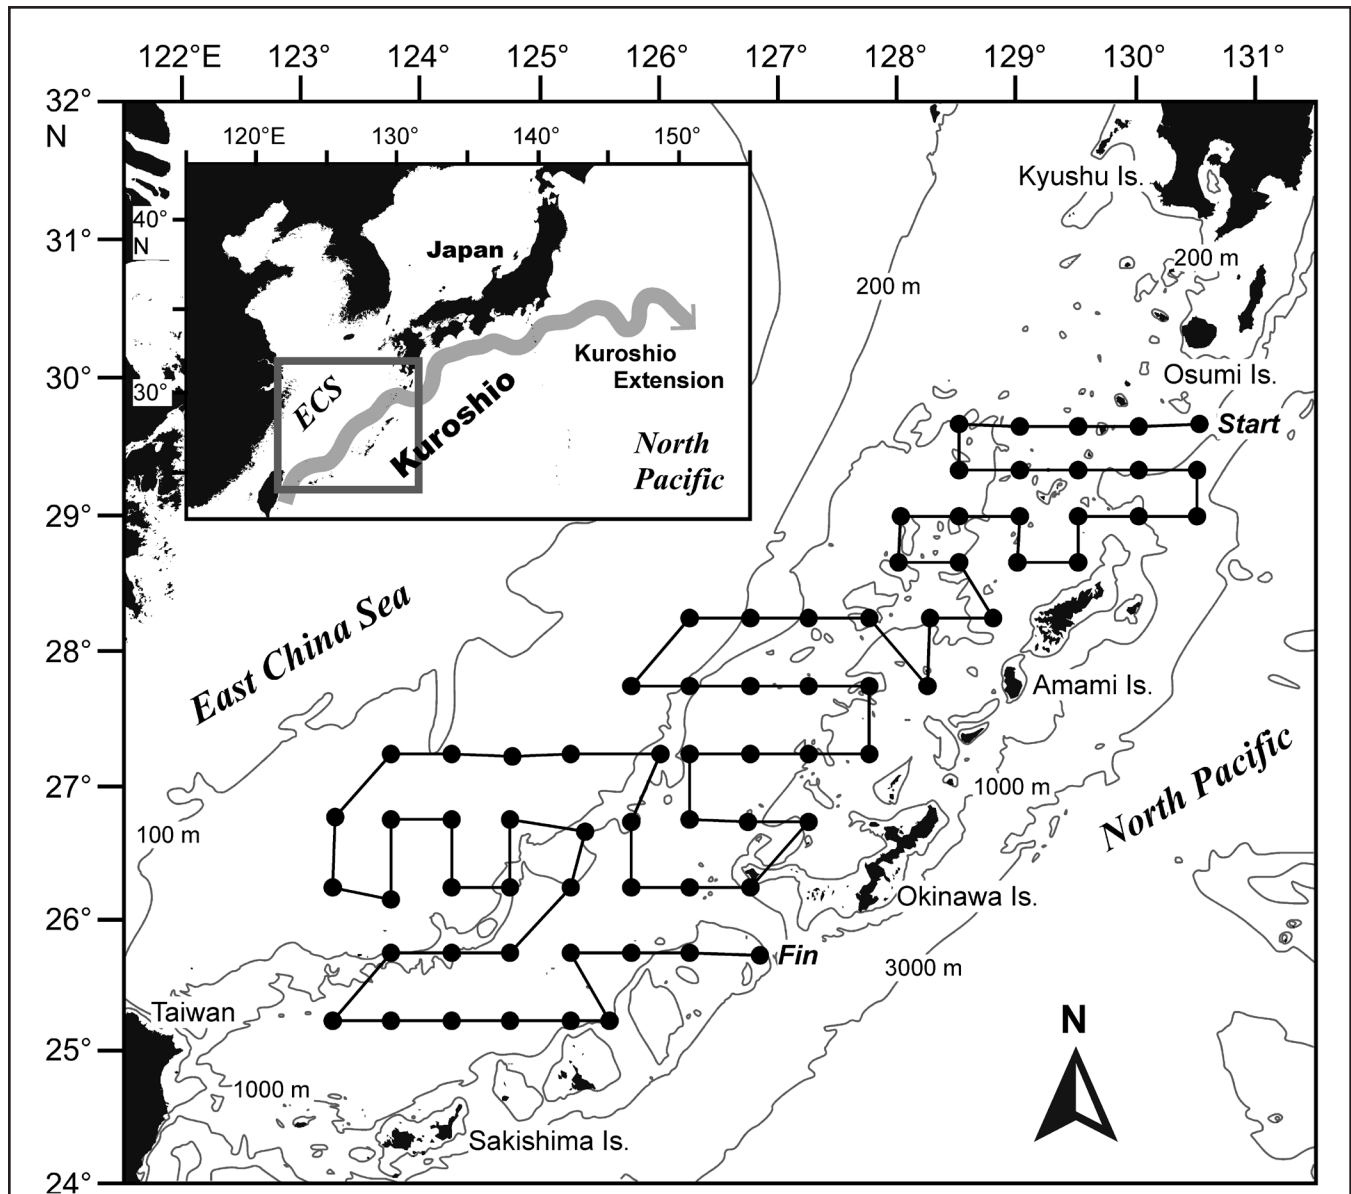 122°E 123° 124° 125° 126° 127° 128° 129° 130° 131°
32°
N
31°
30°
29°
28°
27°
26°
25°
24°
120°E 130° 140° 150°
40°
N
30°
Japan
Kuroshio
Extension
ECS
Kuroshio
North
Pacific
Kyushu Is.
200 m
200 m
Osumi Is.
Start
East China Sea
Amami Is.
1000 m
North Pacific
100 m
Okinawa Is.
Fin
3000 m
Taiwan
N
1000 m
Sakishima Is.